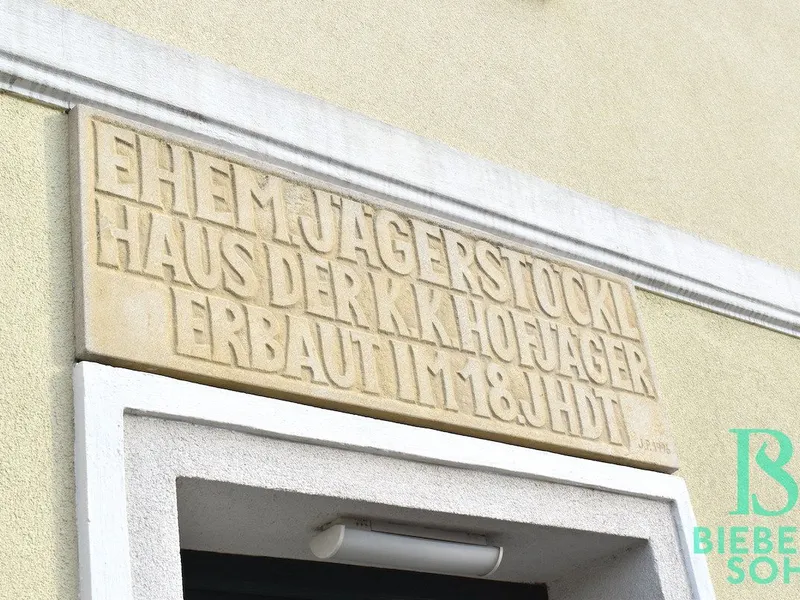 EHEM. JÄGERSTÖCKL
HAUS DER K.K. HOFJÄGER
ERBAUT IM 18. JHDT
B
BIEBE
SOH